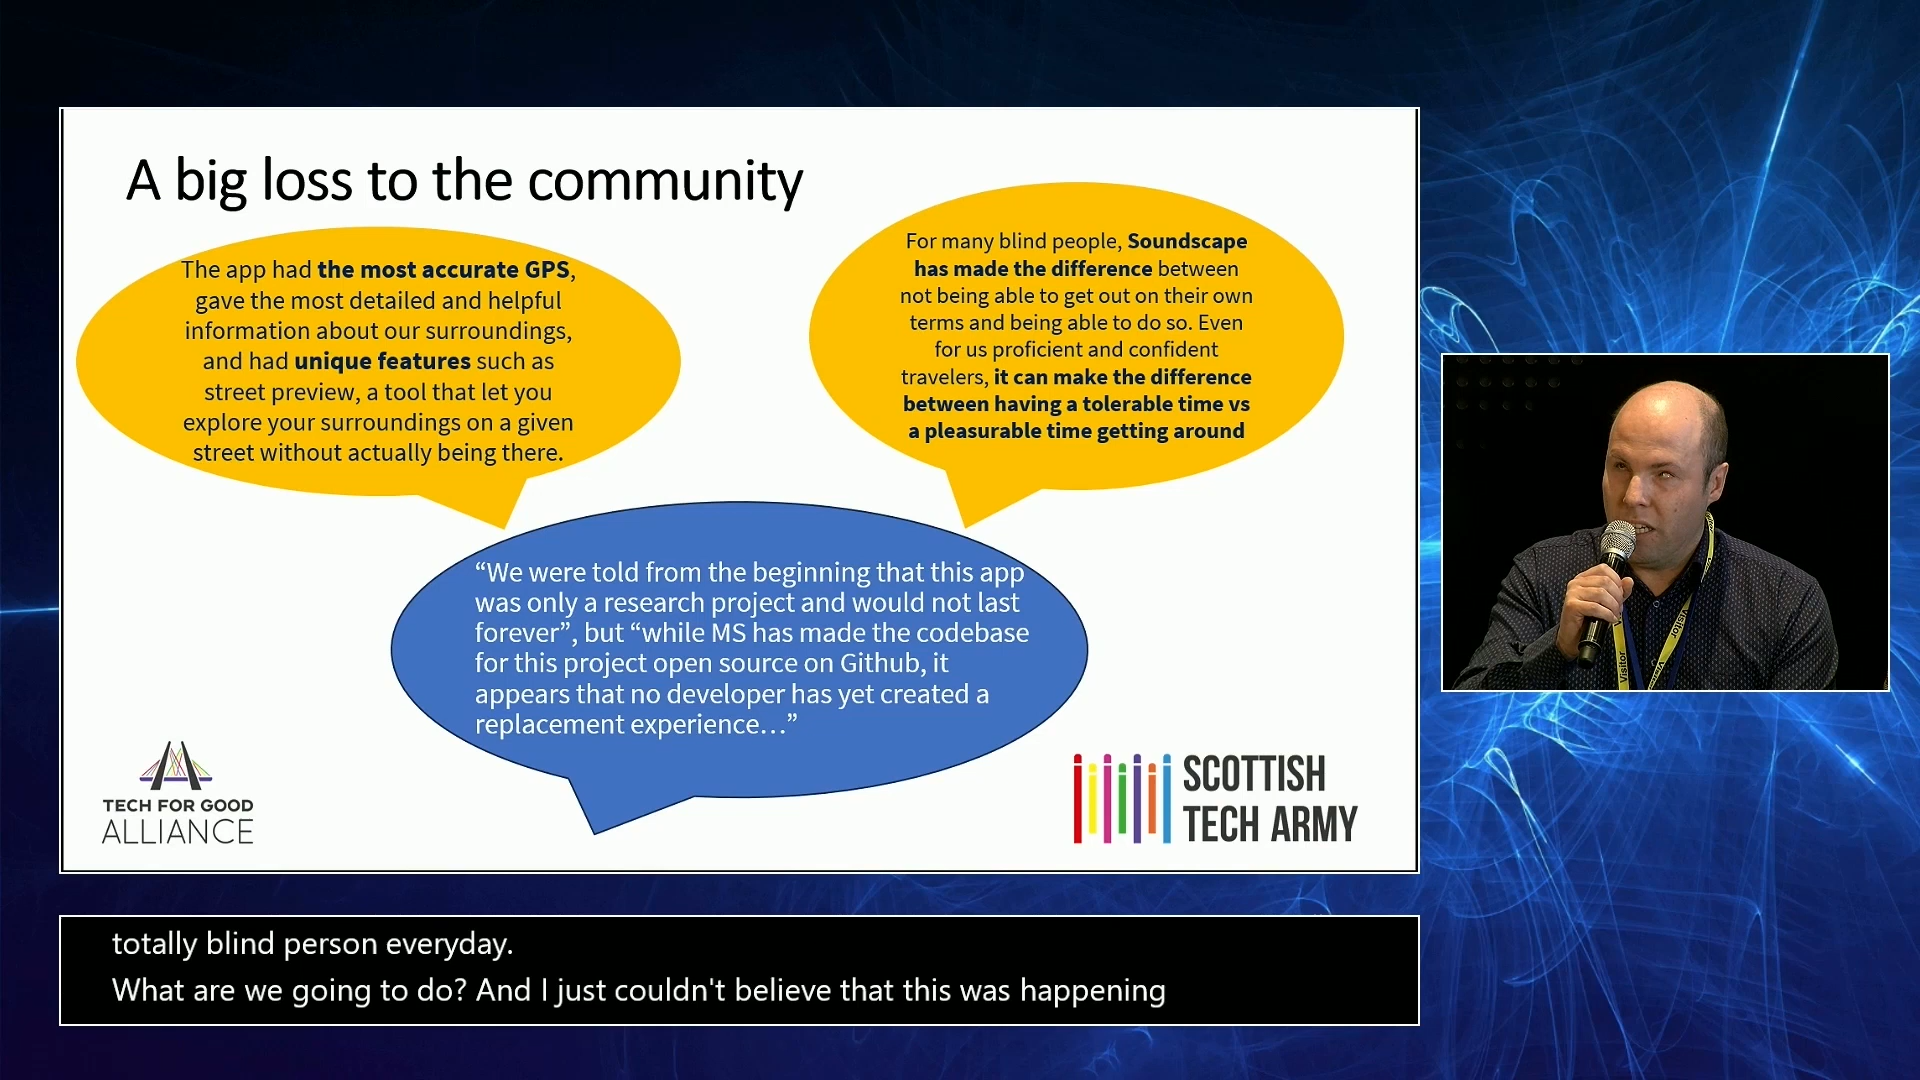 A big loss to the community
The app had the most accurate GPS,
gave the most detailed and helpful
information about our surroundings,
and had unique features such as
street preview, a tool that let you
explore your surroundings on a given
street without actually being there.
For many blind people, Soundscape
has made the difference between
not being able to get out on their own
terms and being able to do so. Even
for us proficient and confident
travelers, it can make the difference
between having a tolerable time vs
a pleasurable time getting around
“We were told from the beginning that this app
was only a research project and would not last
forever”, but “while MS has made the codebase
for this project open source on Github, it
appears that no developer has yet created a
replacement experience…”
TECH FOR GOOD
ALLIANCE
SCOTTISH
TECH ARMY
Visitor
Visitor
totally blind person everyday.
What are we going to do? And I just couldn't believe that this was happening